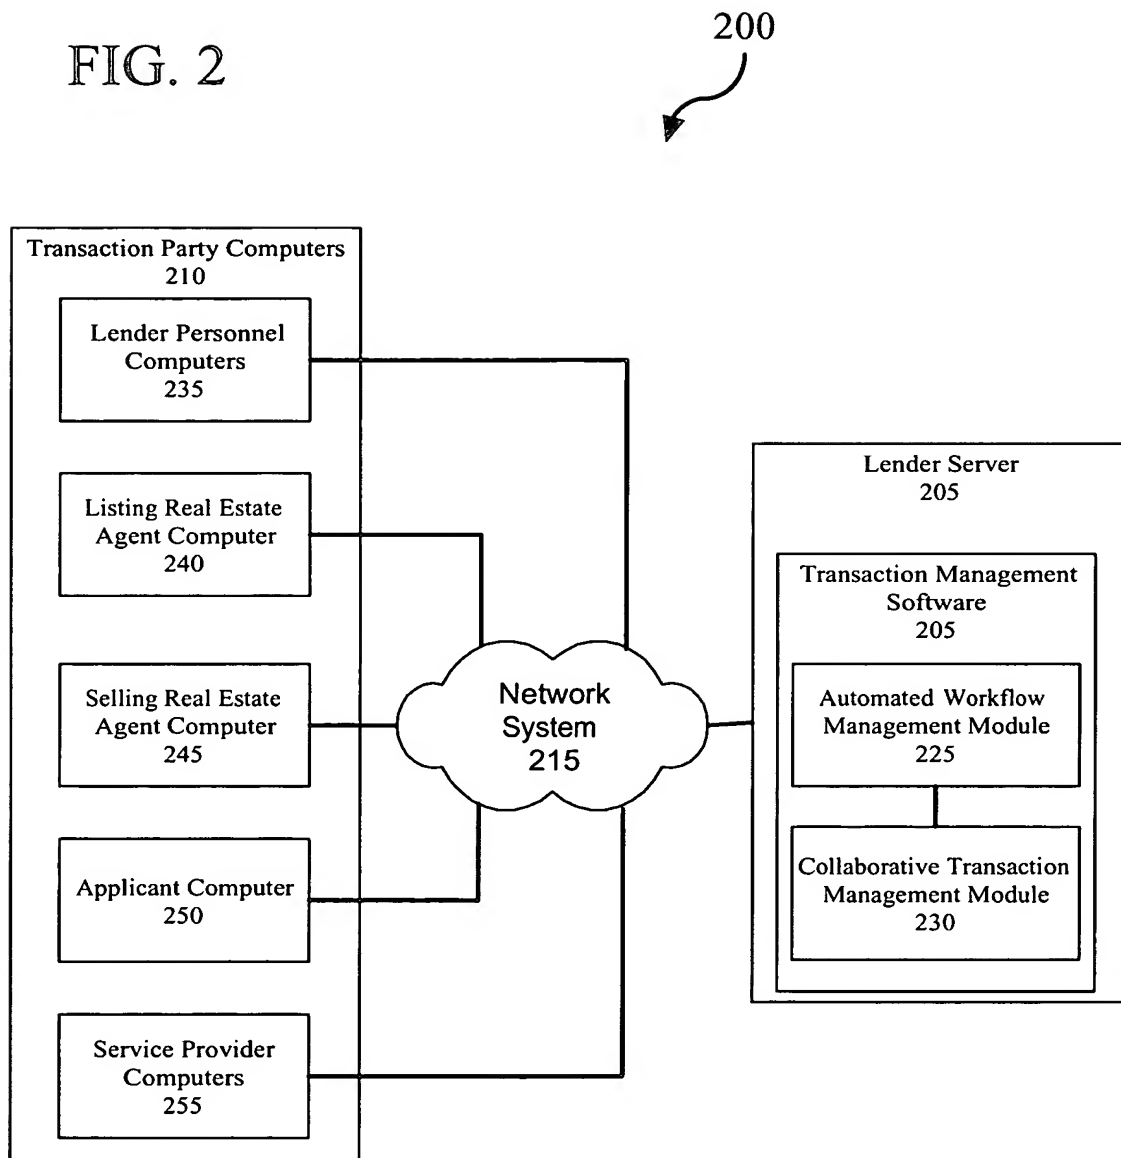 FIG. 2
200
Transaction Party Computers
210
Lender Personnel
Computers
235
Listing Real Estate
Agent Computer
240
Selling Real Estate
Agent Computer
245
Applicant Computer
250
Service Provider
Computers
255
Network
System
215
Lender Server
205
Transaction Management
Software
205
Automated Workflow
Management Module
225
Collaborative Transaction
Management Module
230